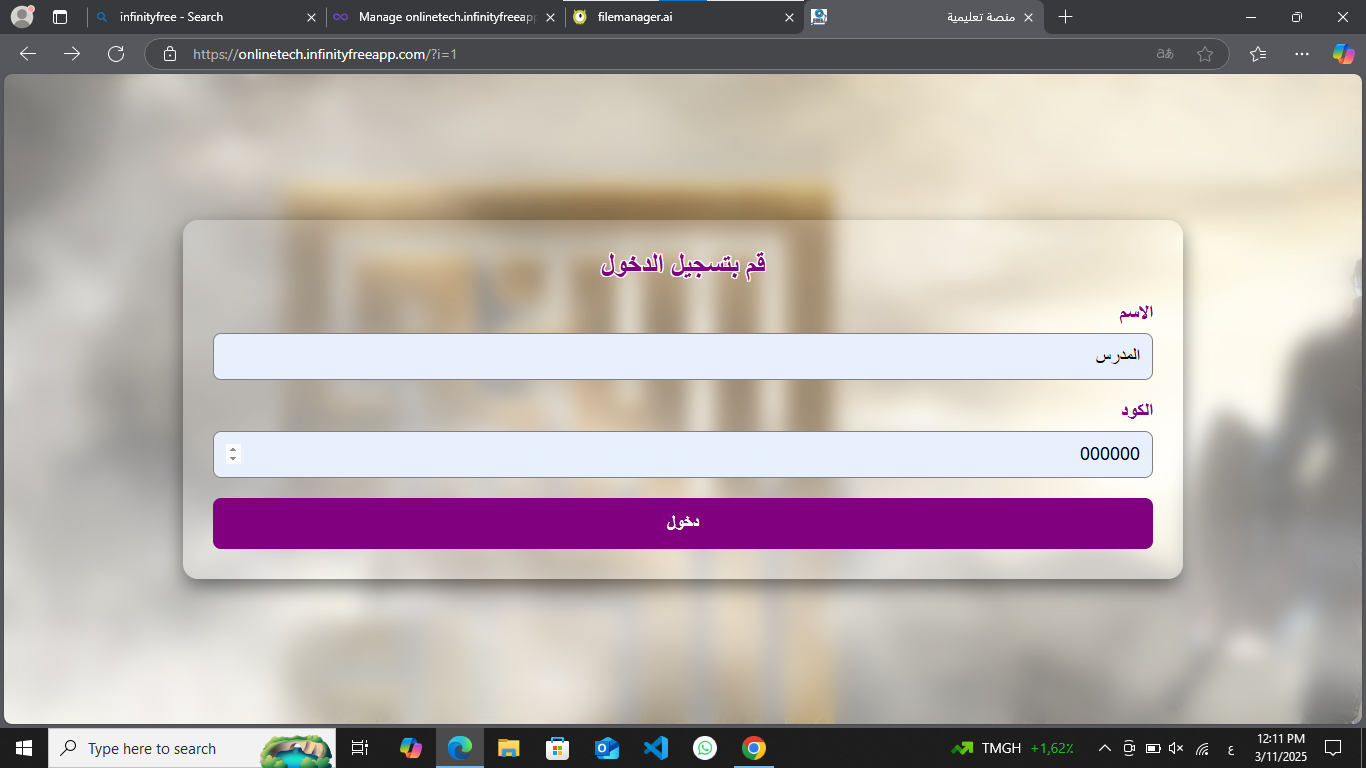 infinityfree - Search
Manage onlinetech.infinityfreeapp
filemanager.ai
منصة تعليمية
https://onlinetech.infinityfreeapp.com/?i=1
قم بتسجيل الدخول
الاسم
المدرس
الكود
000000
دخول
Type here to search
TMGH +1,62%
ع
12:11 PM
3/11/2025